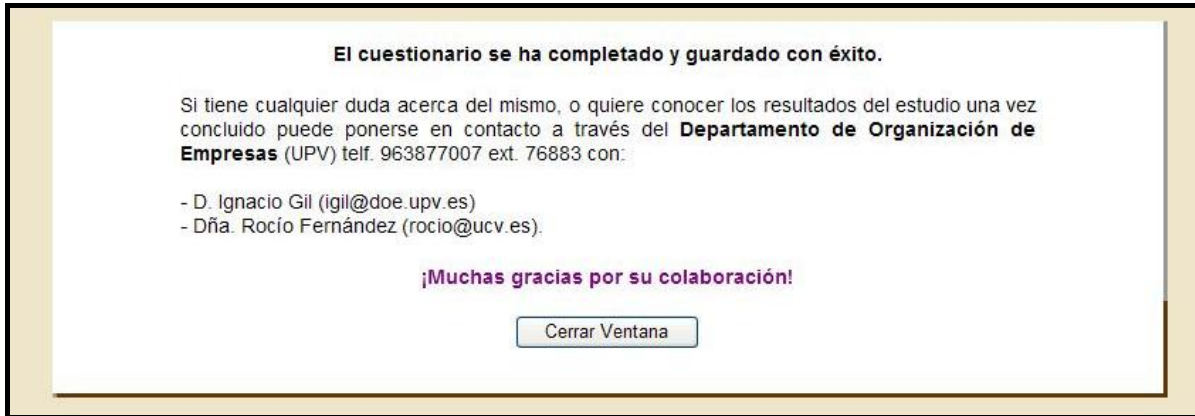 El cuestionario se ha completado y guardado con éxito.
Si tiene cualquier duda acerca del mismo, o quiere conocer los resultados del estudio una vez
concluido puede ponerse en contacto a través del Departamento de Organización de
Empresas (UPV) telf. 963877007 ext. 76883 con:
- D. Ignacio Gil (igil@doe.upv.es)
- Dña. Rocío Fernández (rocio@ucv.es).
¡Muchas gracias por su colaboración!
Cerrar Ventana